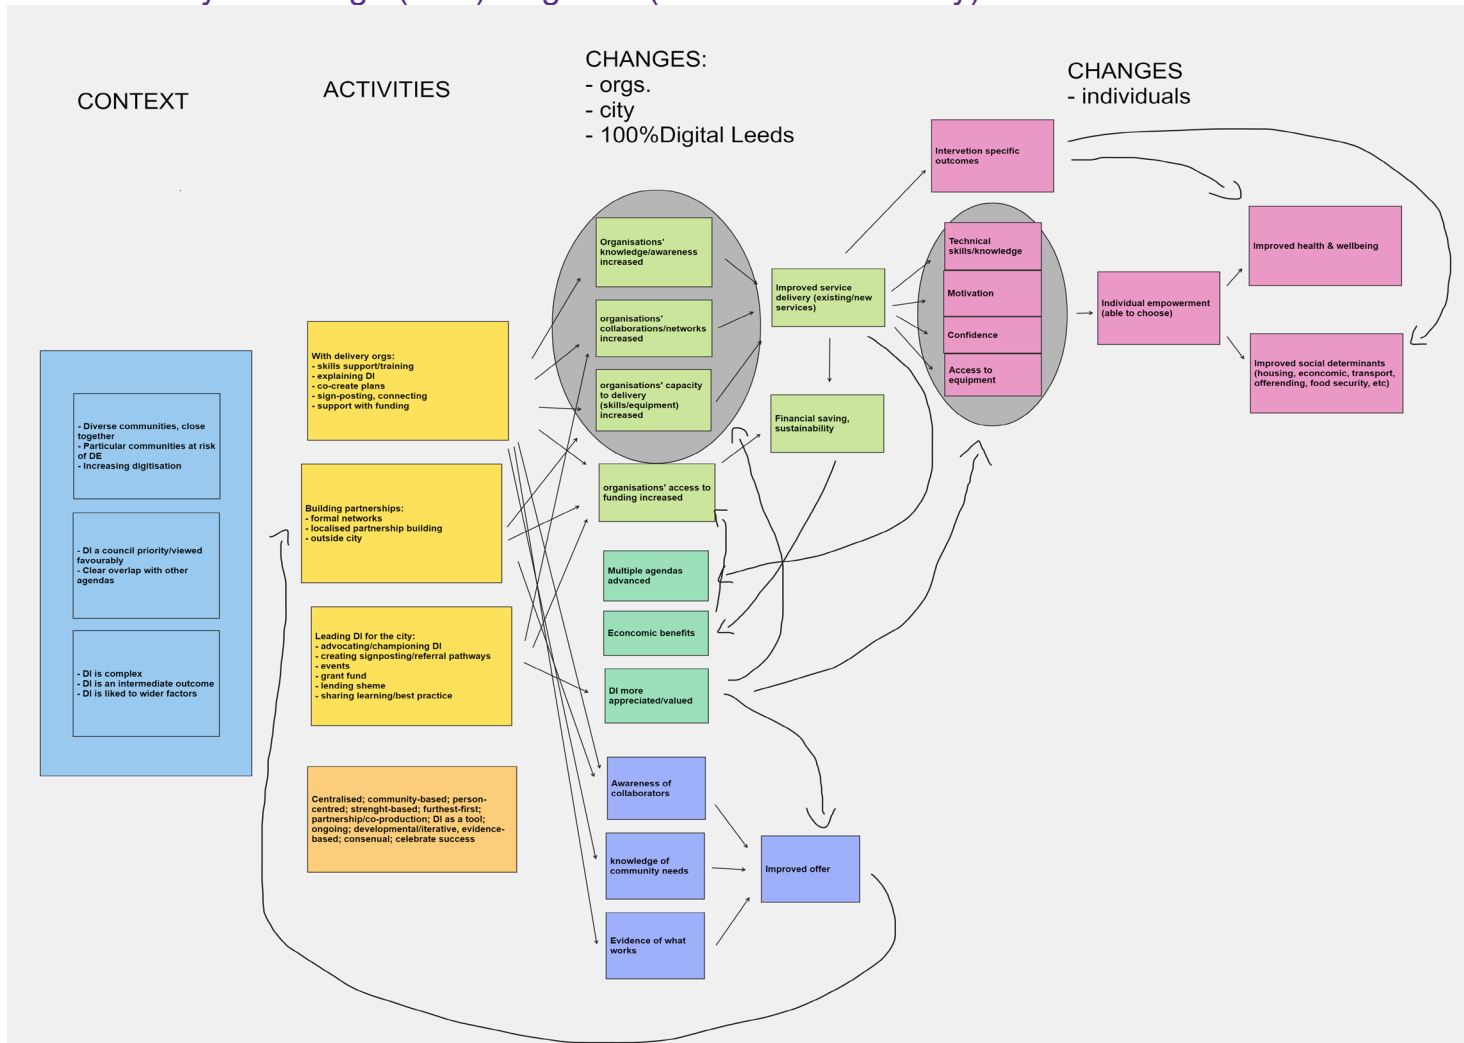 CONTEXT
- Diverse communities, close
together
- Particular communities at risk
of DE
- Increasing digitisation
- DI a council priority/viewed
favourably
- Clear overlap with other
agendas
- DI is complex
- DI is an intermediate outcome
- DI is liked to wider factors
ACTIVITIES
With delivery orgs:
- skills support/training
- explaining DI
- co-create plans
- sign-posting, connecting
- support with funding
Building partnerships:
- formal networks
- localised partnership building
- outside city
Leading DI for the city:
- advocating/championing DI
- creating signposting/referral pathways
- events
- grant fund
- lending sheme
- sharing learning/best practice
Centralised; community-based; person-
centred; strenght-based; furthest-first;
partnership/co-production; DI as a tool;
ongoing; developmental/iterative, evidence-
based; consenual; celebrate success
CHANGES:
- orgs.
- city
- 100%Digital Leeds
Organisations'
knowledge/awareness
increased
organisations'
collaborations/networks
increased
organisations' capacity
to delivery
(skills/equipment)
increased
organisations' access to
funding increased
Multiple agendas
advanced
Economic benefits
DI more
appreciated/valued
Awareness of
collaborators
knowledge of
community needs
Evidence of what
works
Improved service
delivery (existing/new
services)
Financial saving,
sustainability
Improved offer
CHANGES
- individuals
Intervetion specific
outcomes
Technical
skills/knowledge
Motivation
Confidence
Access to
equipment
Individual empowerment
(able to choose)
Improved health & wellbeing
Improved social determinants
(housing, economic, transport,
offerending, food security, etc)